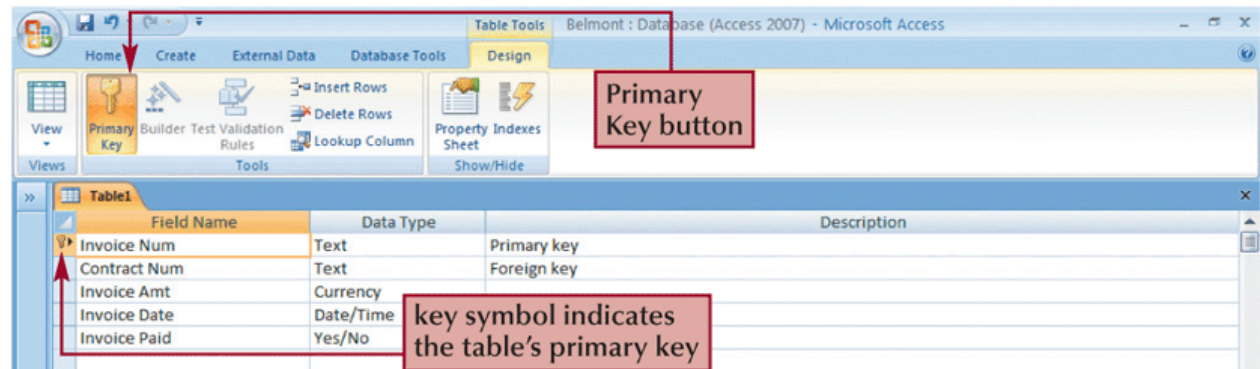 Table Tools Belmont : Database (Access 2007) - Microsoft Access
Home Create External Data Database Tools Design
View
Primary Key
Builder
Test Validation Rules
Insert Rows
Delete Rows
Lookup Column
Property Sheet
Indexes
Primary
Key button
Views Tools Show/Hide
Table1
Field Name Data Type Description
Invoice Num Text Primary key
Contract Num Text Foreign key
Invoice Amt Currency
Invoice Date Date/Time
Invoice Paid Yes/No
key symbol indicates
the table's primary key